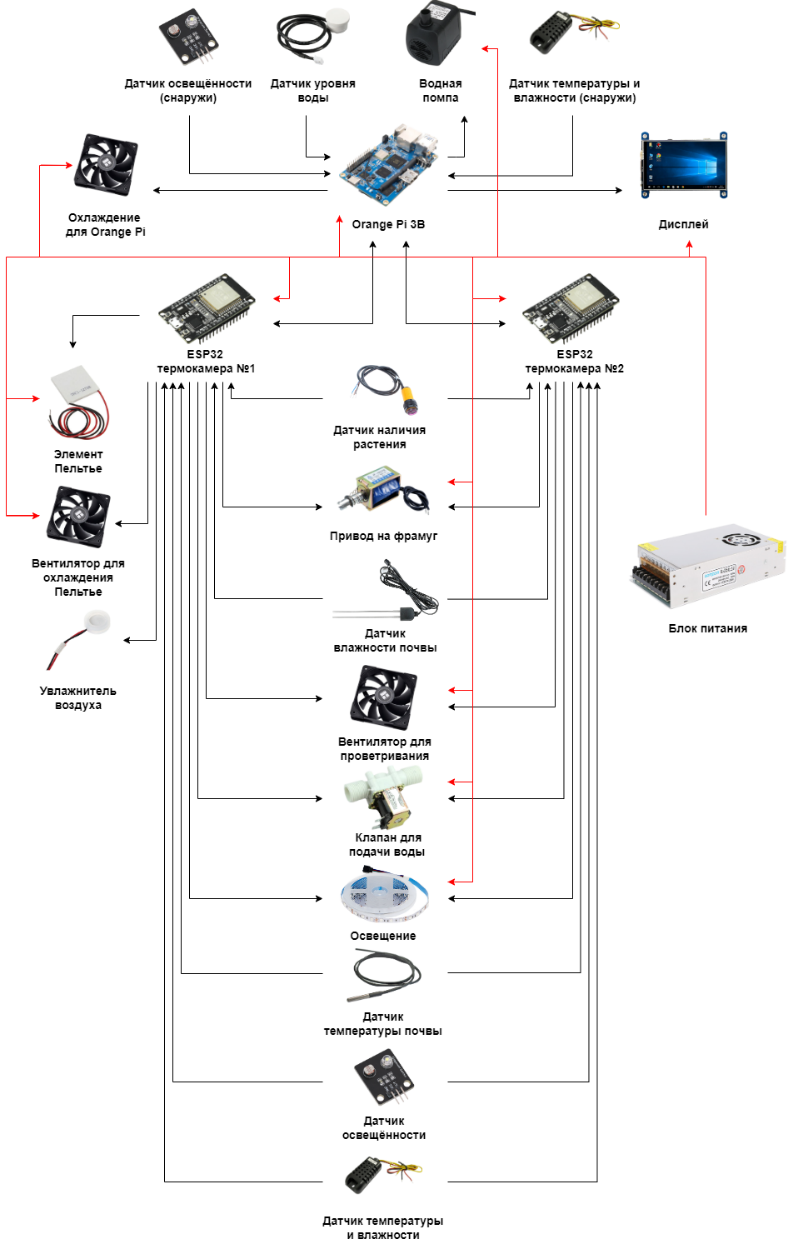 Датчик освещённости
(снаружи)
Датчик уровня
воды
Водная
помпа
Датчик температуры и
влажности (снаружи)
Охлаждение
для Orange Pi
Orange Pi 3B
Дисплей
ESP32
термокамера №1
ESP32
термокамера №2
Датчик наличия
растения
Элемент
Пельтье
Привод на фрамуг
Вентилятор для
охлаждения
Пельтье
Блок питания
Датчик
влажности почвы
Увлажнитель
воздуха
Вентилятор для
проветривания
Клапан для
подачи воды
Освещение
Датчик
температуры почвы
Датчик
освещённости
Датчик температуры
и влажности